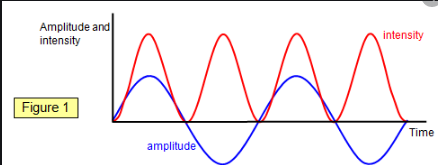 Amplitude and
intensity
intensity
Figure 1
Time
amplitude